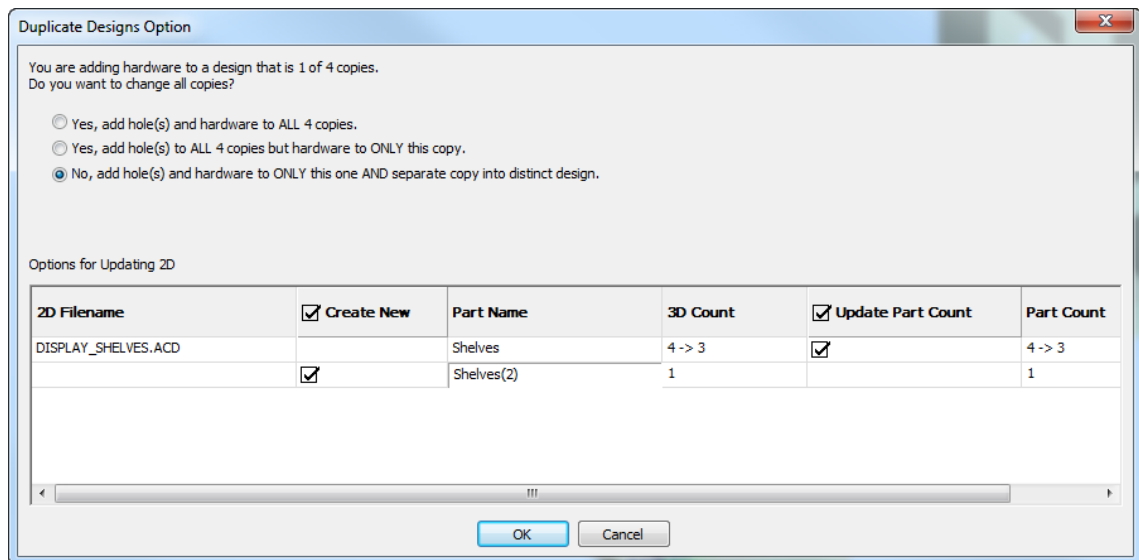 Duplicate Designs Option
You are adding hardware to a design that is 1 of 4 copies.
Do you want to change all copies?
Yes, add hole(s) and hardware to ALL 4 copies.
Yes, add hole(s) to ALL 4 copies but hardware to ONLY this copy.
No, add hole(s) and hardware to ONLY this one AND separate copy into distinct design.
Options for Updating 2D
2D Filename Create New Part Name 3D Count Update Part Count Part Count
DISPLAY_SHELVES.ACD Shelves 4 -> 3 4 -> 3
Shelves(2) 1 1
OK Cancel